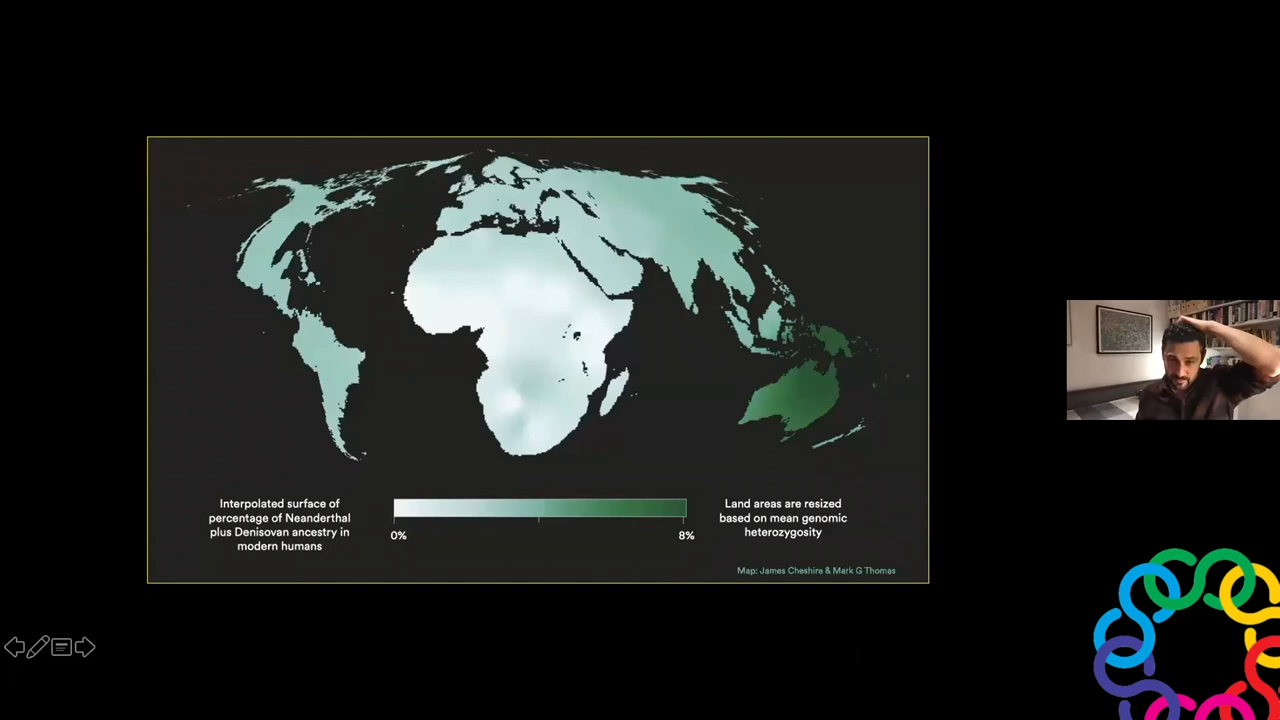 Interpolated surface of
percentage of Neanderthal
plus Denisovan ancestry in
modern humans
0%
8%
Land areas are resized
based on mean genomic
heterozygosity
Map: James Cheshire & Mark G Thomas